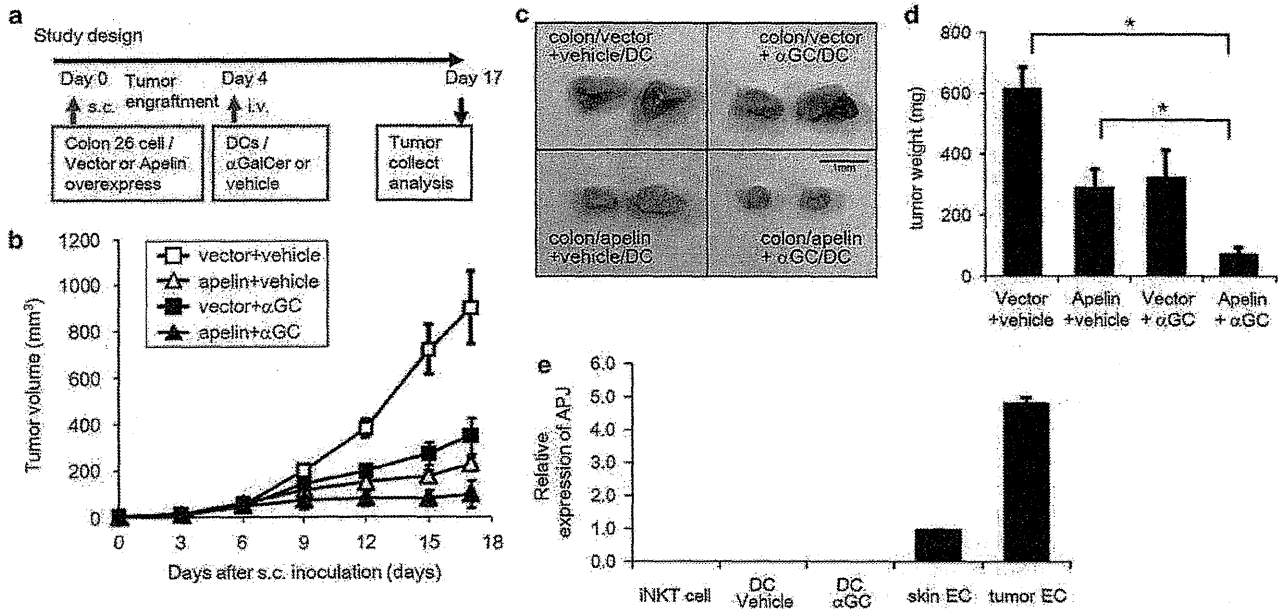 a
Study design
Day 0 Tumor engraftment Day 4 Day 17
s.c. i.v.
Colon 26 cell /
Vector or Apelin
overexpress
DCs /
αGalCer or
vehicle
Tumor
collect
analysis
b
Tumor volume (mm³)
1200
1000
800
600
400
200
0
vector+vehicle
apelin+vehicle
vector+αGC
apelin+αGC
0 3 6 9 12 15 18
Days after s.c. inoculation (days)
c
colon/vector
+vehicle/DC
colon/vector
+ αGC/DC
1mm
colon/apelin
+vehicle/DC
colon/apelin
+ αGC/DC
d
tumor weight (mg)
800
600
400
200
0
*
*
Vector
+vehicle
Apelin
+vehicle
Vector
+ αGC
Apelin
+ αGC
e
Relative
expression of APJ
6.0
5.0
4.0
3.0
2.0
1.0
0.0
iNKT cell
DC
Vehicle
DC
αGC
skin EC
tumor EC